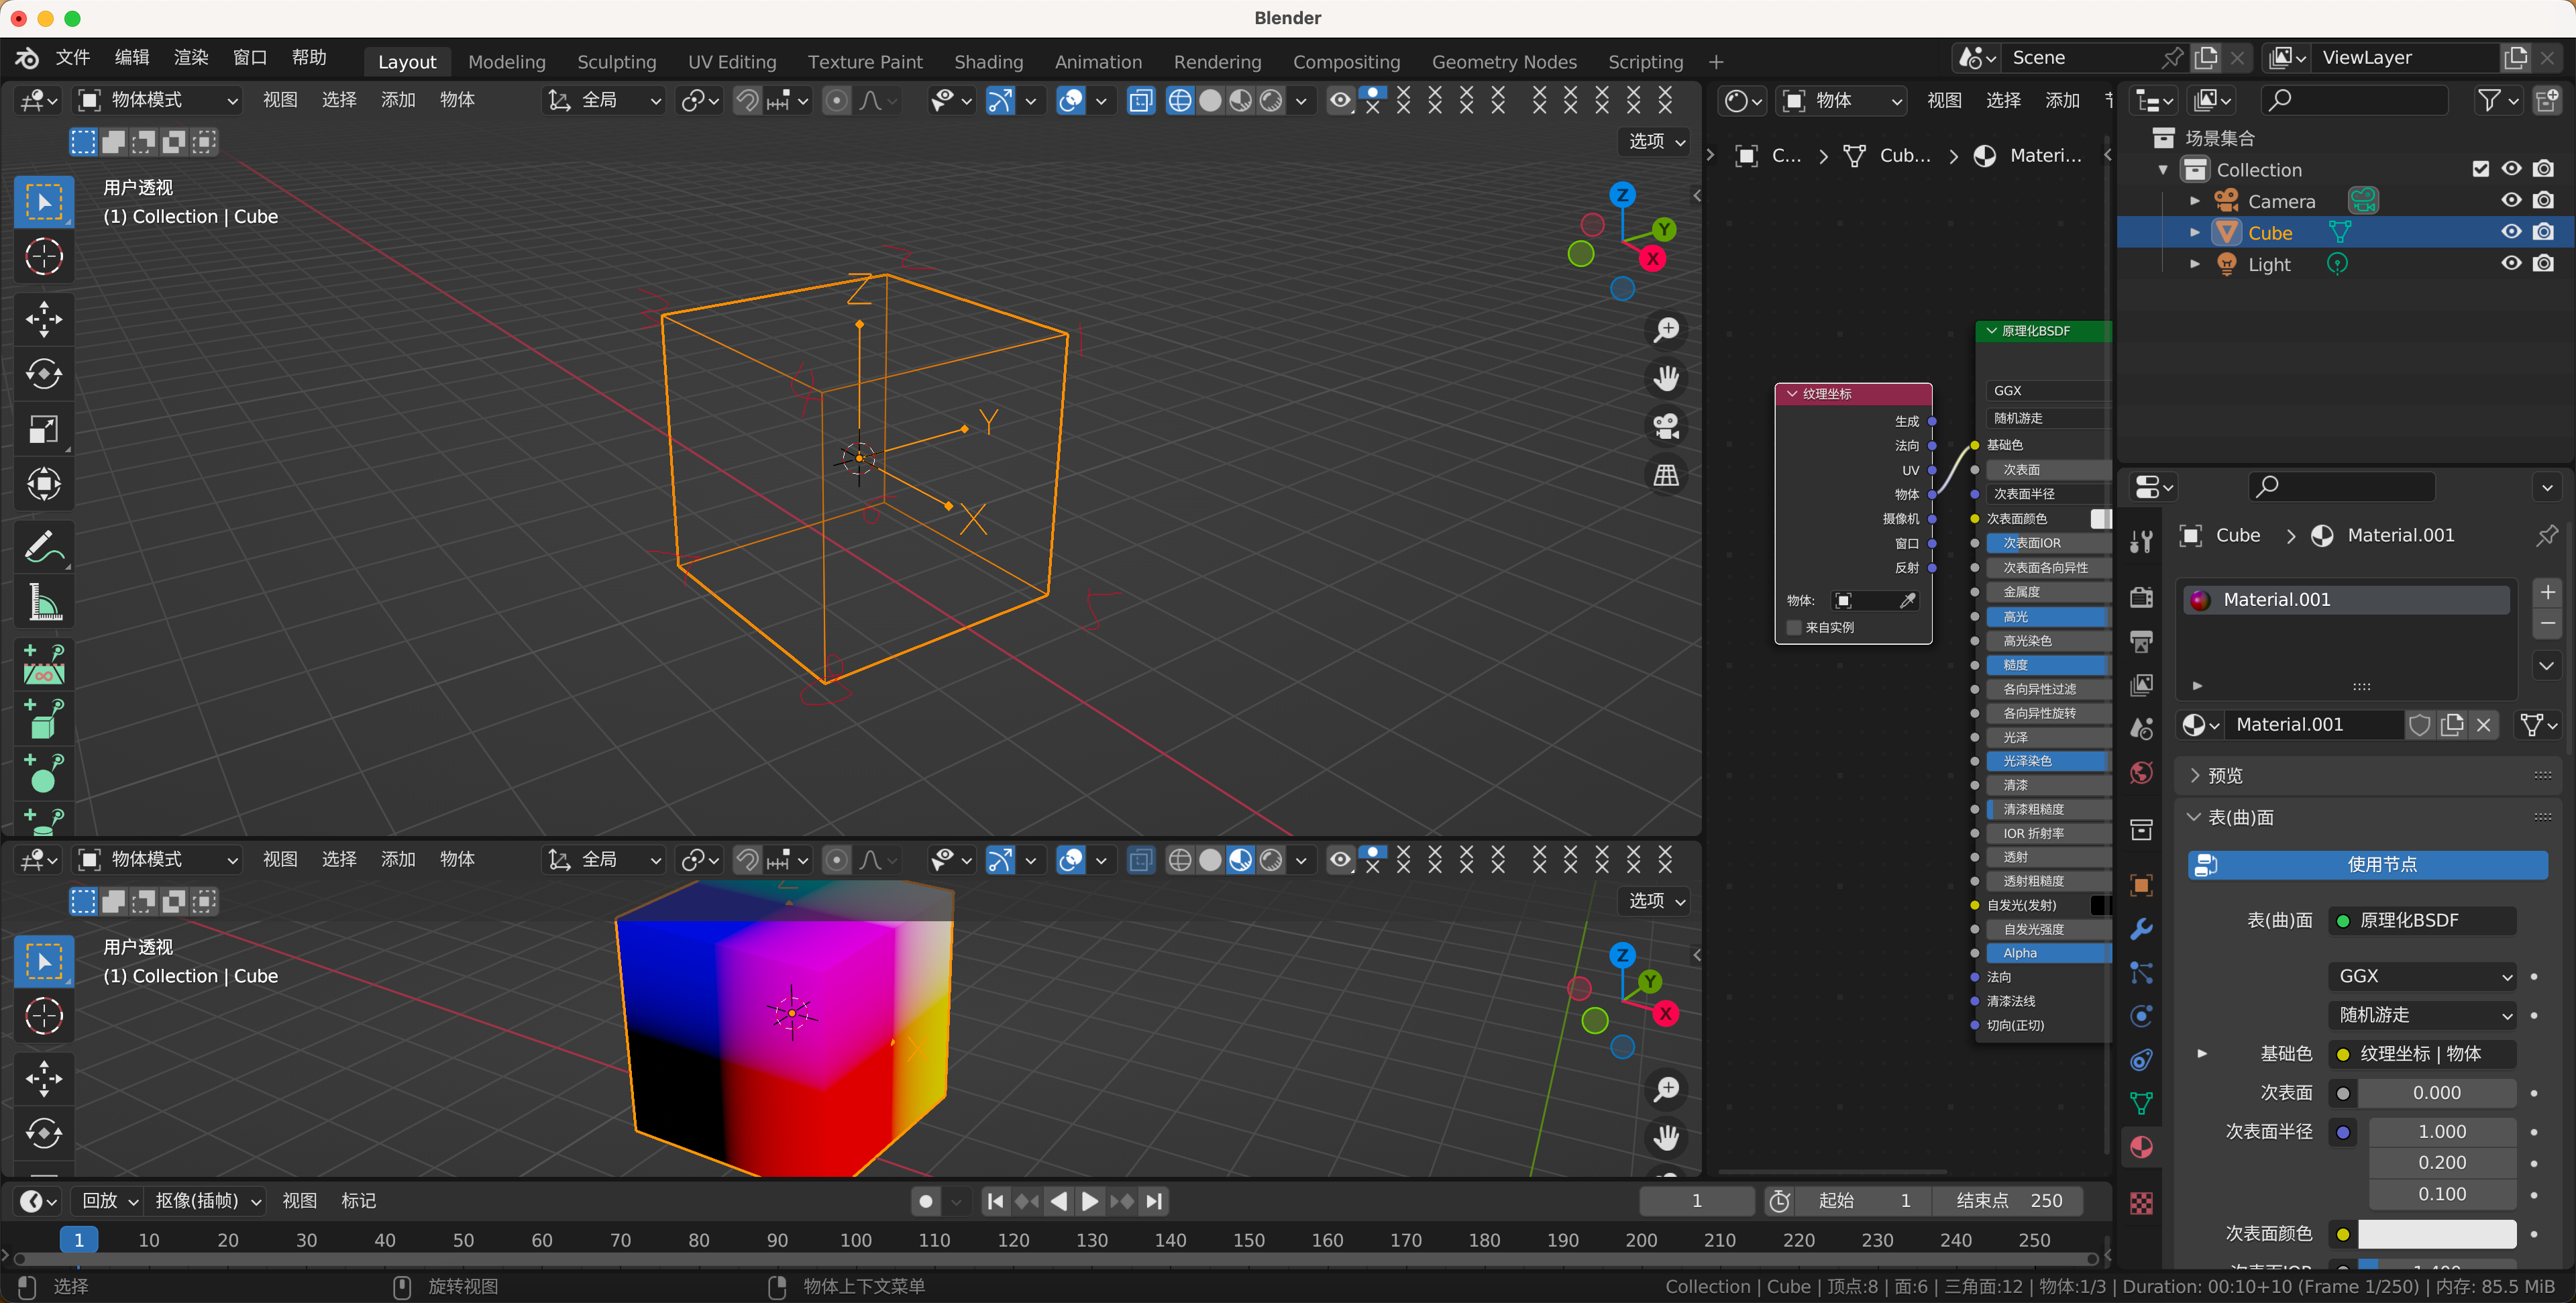 Blender
文件 编辑 渲染 窗口 帮助 Layout Modeling Sculpting UV Editing Texture Paint Shading Animation Rendering Compositing Geometry Nodes Scripting + Scene ViewLayer
物体模式 视图 选择 添加 物体 全局
选项
用户透视
(1) Collection | Cube
Z
Y
X
Z
Y
X
物体 视图 选择 添加
C... Cub... Materi...
纹理坐标
生成
法向
UV
物体
摄像机
窗口
反射
物体:
来自实例
原理化BSDF
GGX
随机游走
基础色
次表面
次表面半径
次表面颜色
次表面IOR
次表面各向异性
金属度
高光
高光染色
糙度
各向异性过滤
各向异性旋转
光泽
光泽染色
清漆
清漆粗糙度
IOR 折射率
透射
透射粗糙度
自发光(发射)
自发光强度
Alpha
法向
清漆法线
切向(正切)
场景集合
Collection
Camera
Cube
Light
Cube Material.001
Material.001
Material.001
预览
表(曲)面
使用节点
表(曲)面 原理化BSDF
GGX
随机游走
基础色 纹理坐标 | 物体
次表面 0.000
次表面半径 1.000
0.200
0.100
次表面颜色
物体模式 视图 选择 添加 物体 全局
选项
用户透视
(1) Collection | Cube
X
Z
Y
X
回放 抠像(插帧) 视图 标记 1 起始 1 结束点 250
1 10 20 30 40 50 60 70 80 90 100 110 120 130 140 150 160 170 180 190 200 210 220 230 240 250
选择 旋转视图 物体上下文菜单 Collection | Cube | 顶点:8 | 面:6 | 三角面:12 | 物体:1/3 | Duration: 00:10+10 (Frame 1/250) | 内存: 85.5 MiB